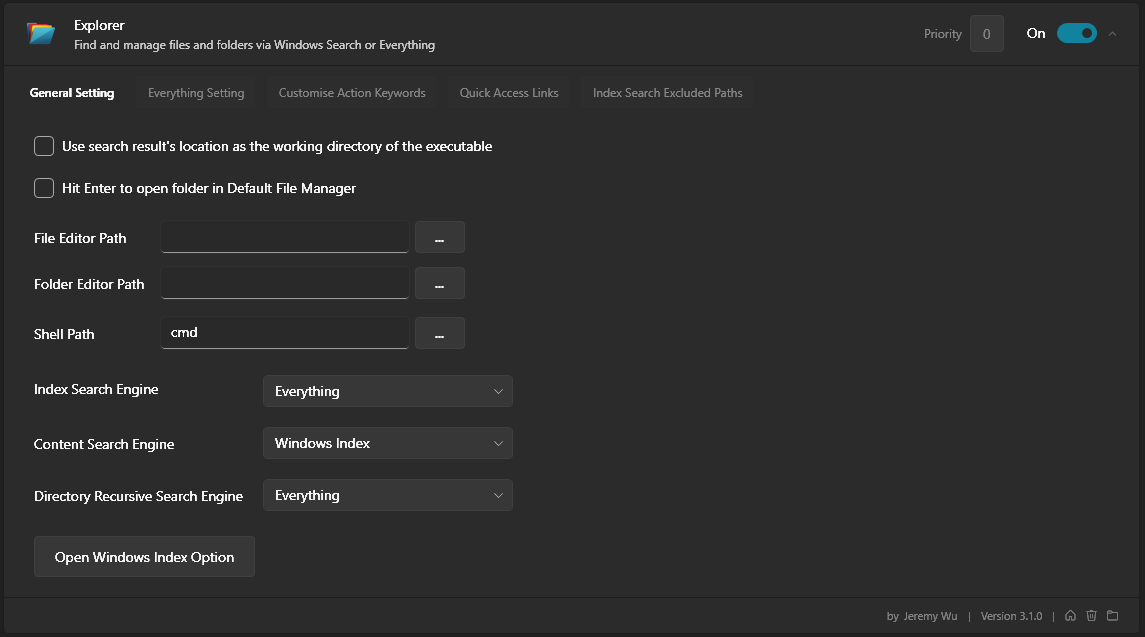 Explorer
Find and manage files and folders via Windows Search or Everything
Priority 0 On
General Setting Everything Setting Customise Action Keywords Quick Access Links Index Search Excluded Paths
Use search result's location as the working directory of the executable
Hit Enter to open folder in Default File Manager
File Editor Path ...
Folder Editor Path ...
Shell Path cmd ...
Index Search Engine Everything
Content Search Engine Windows Index
Directory Recursive Search Engine Everything
Open Windows Index Option
by Jeremy Wu | Version 3.1.0 |